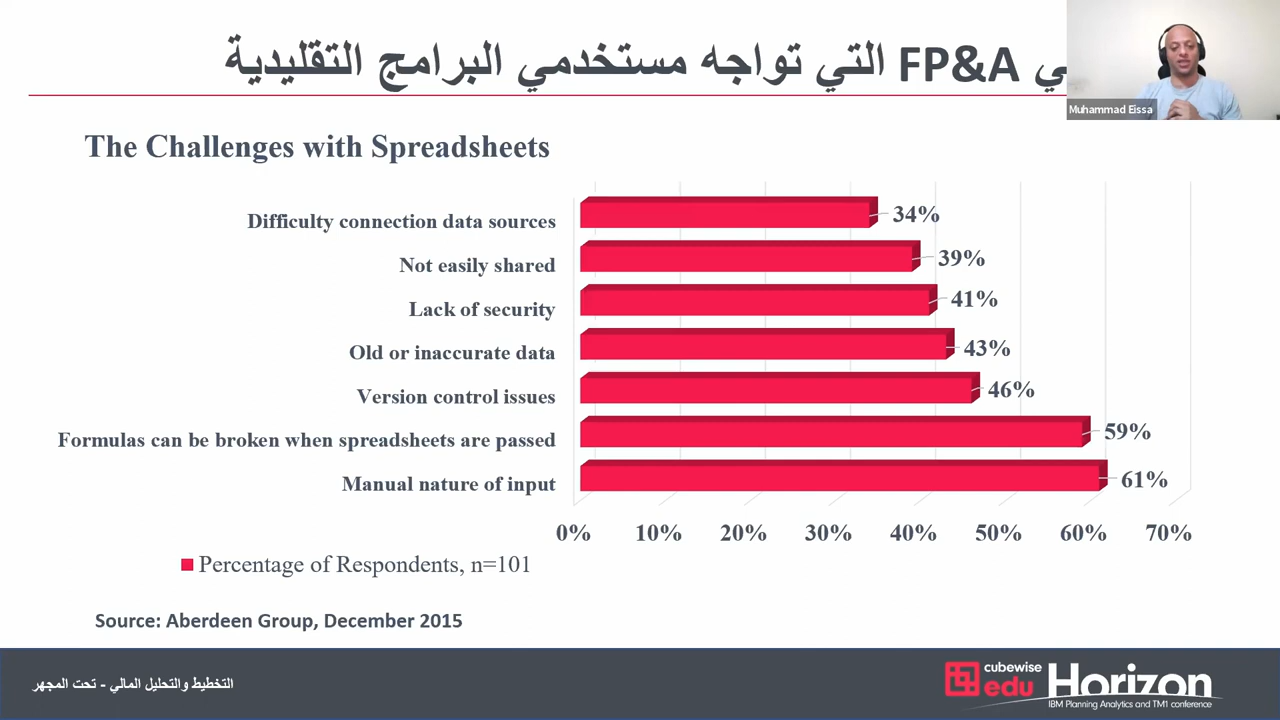 FP&A التي تواجه مستخدمي البرامج التقليدية
Muhammad Eissa
The Challenges with Spreadsheets
Difficulty connection data sources 34%
Not easily shared 39%
Lack of security 41%
Old or inaccurate data 43%
Version control issues 46%
Formulas can be broken when spreadsheets are passed 59%
Manual nature of input 61%
0% 10% 20% 30% 40% 50% 60% 70%
Percentage of Respondents, n=101
Source: Aberdeen Group, December 2015
التخطيط والتحليل المالي - تحت المجهر
cubewise
edu Horizon
IBM Planning Analytics and TM1 conference